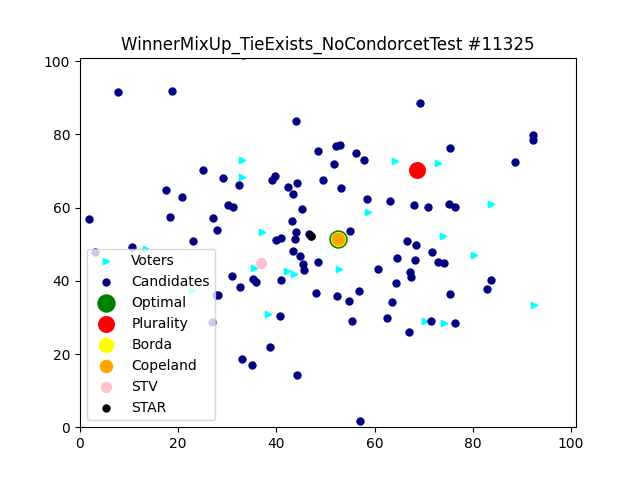 WinnerMixUp_TieExists_NoCondorcetTest #11325
100
80
60
40
20
0
Voters
Candidates
Optimal
Plurality
Borda
Copeland
STV
STAR
0 20 40 60 80 100